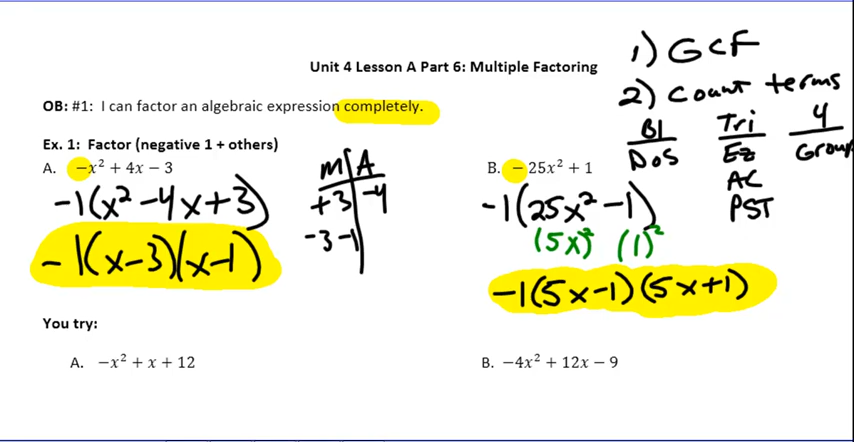 Unit 4 Lesson A Part 6: Multiple Factoring
1) GCF
2) Count terms
BI Tri 4
DoS Ez Group
AC
PST
OB: #1: I can factor an algebraic expression completely.
Ex. 1: Factor (negative 1 + others)
A. −x² + 4x − 3
-1(x² -4x+3)
-1(x-3)(x-1)
M A
+3 -4
-3 -1
B. − 25x² + 1
-1(25x² -1)
(5x)² (1)²
-1(5x-1)(5x+1)
You try:
A. −x² + x + 12
B. −4x² + 12x − 9